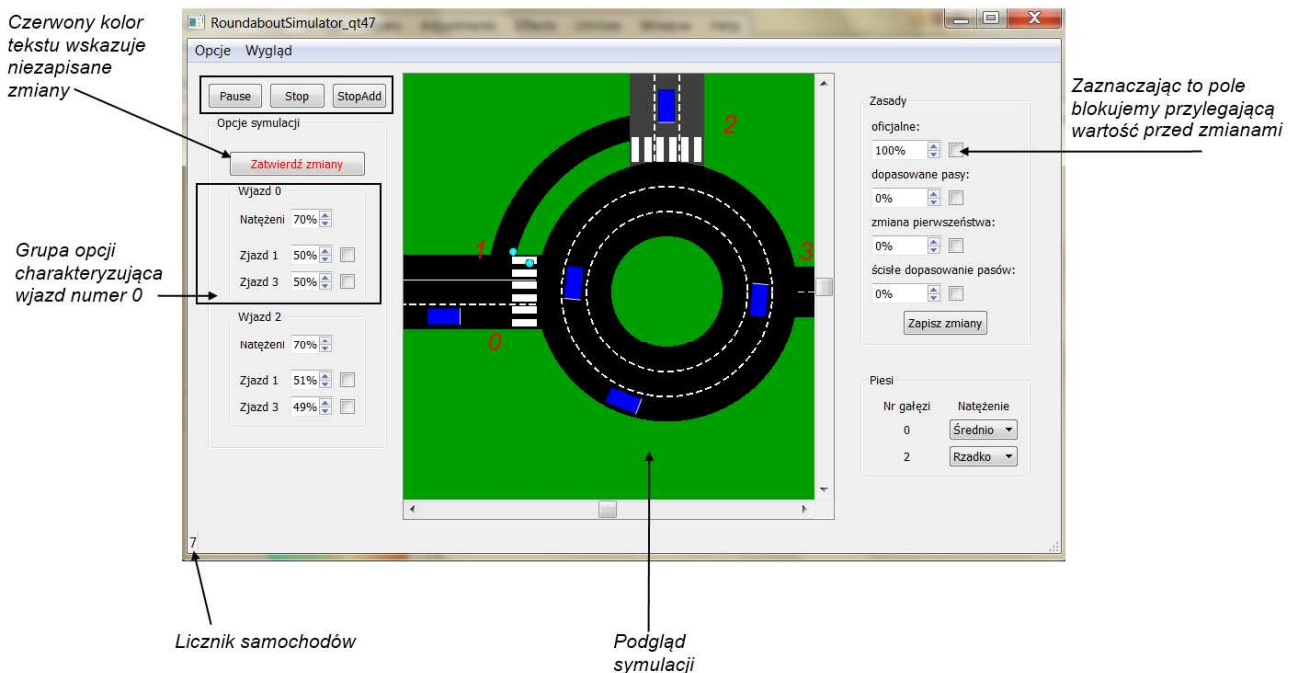 Czerwony kolor
tekstu wskazuje
niezapisane
zmiany
RoundaboutSimulator_qt47
Opcje Wygląd
Pause Stop StopAdd
Opcje symulacji
Zatwierdź zmiany
Wjazd 0
Natężeni 70%
Zjazd 1 50%
Zjazd 3 50%
Wjazd 2
Natężeni 70%
Zjazd 1 51%
Zjazd 3 49%
Grupa opcji
charakteryzująca
wjazd numer 0
2
1
3
0
Zasady
oficjalne:
100%
dopasowane pasy:
0%
zmiana pierwszeństwa:
0%
ścisłe dopasowanie pasów:
0%
Zapisz zmiany
Piesi
Nr gałęzi Natężenie
0 Średnio
2 Rzadko
Zaznaczając to pole
blokujemy przylegającą
wartość przed zmianami
7
Licznik samochodów
Podgląd
symulacji